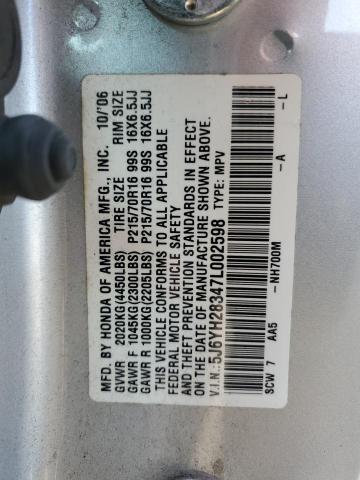 MFD. BY HONDA OF AMERICA MFG., INC. 10/'06
GVWR 2020KG(4450LBS) TIRE SIZE RIM SIZE
GAWR F 1045KG(2300LBS) P215/70R16 99S 16X6.5JJ
GAWR R 1000KG(2205LBS) P215/70R16 99S 16X6.5JJ
THIS VEHICLE CONFORMS TO ALL APPLICABLE
FEDERAL MOTOR VEHICLE SAFETY
AND THEFT PREVENTION STANDARDS IN EFFECT
ON THE DATE OF MANUFACTURE SHOWN ABOVE.
V.I.N.: 5J6YH28347L002598 TYPE: MPV
SCW 7 AA5 -NH700M -A -L